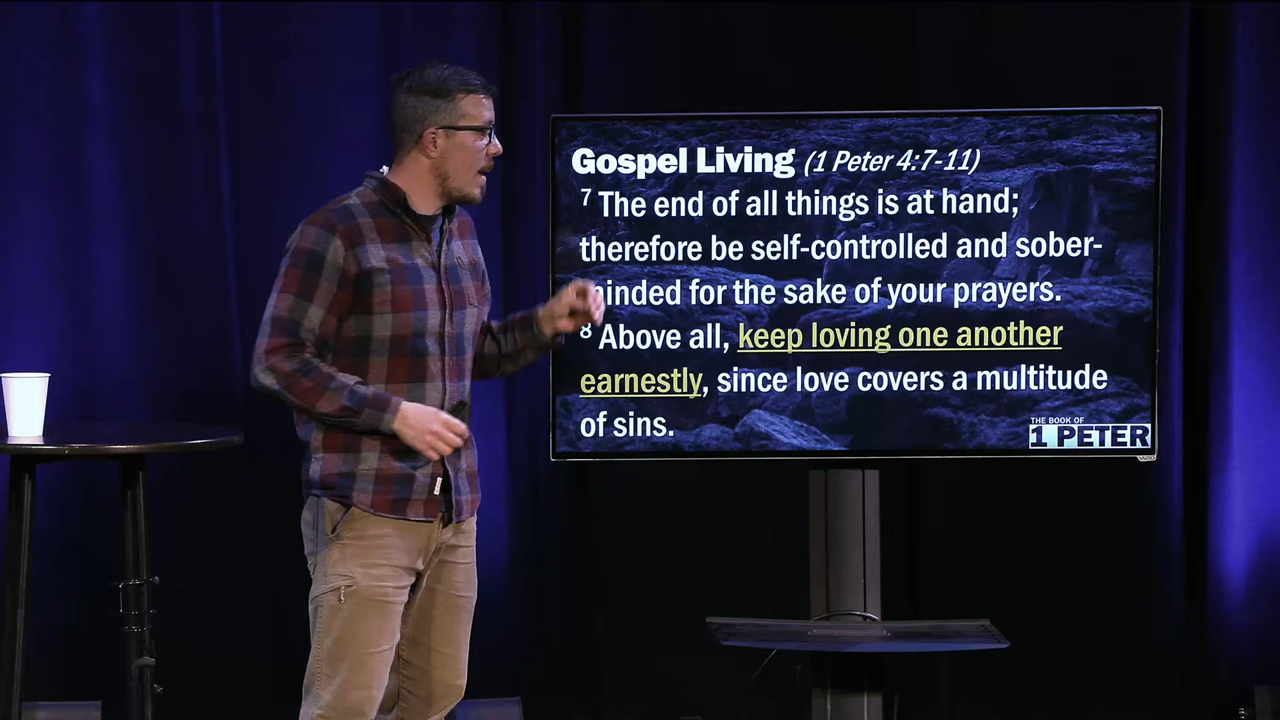 Gospel Living (1 Peter 4:7-11)
7 The end of all things is at hand;
therefore be self-controlled and sober-
minded for the sake of your prayers.
8 Above all, keep loving one another
earnestly, since love covers a multitude
of sins.
THE BOOK OF
1 PETER